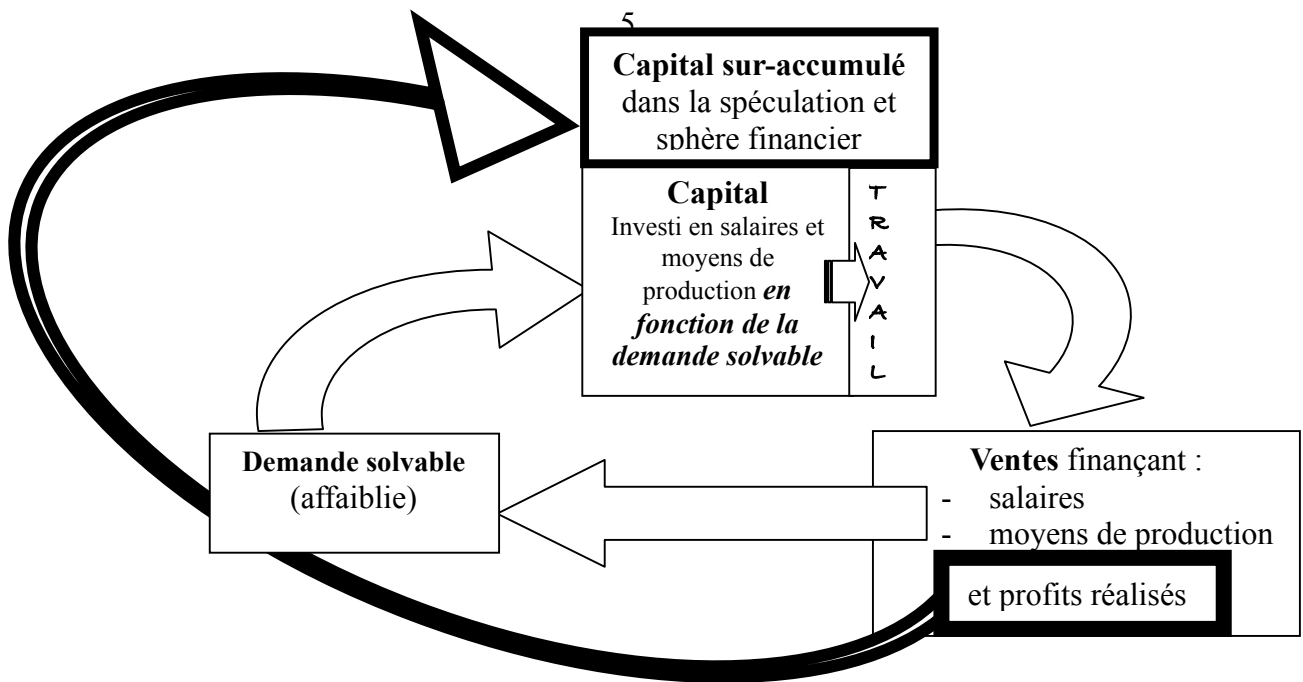 5
Capital sur-accumulé
dans la spéculation et
sphère financier
Capital
Investi en salaires et
moyens de
production en
fonction de la
demande solvable
T
R
A
V
A
I
L
Demande solvable
(affaiblie)
Ventes finançant :
- salaires
- moyens de production
et profits réalisés